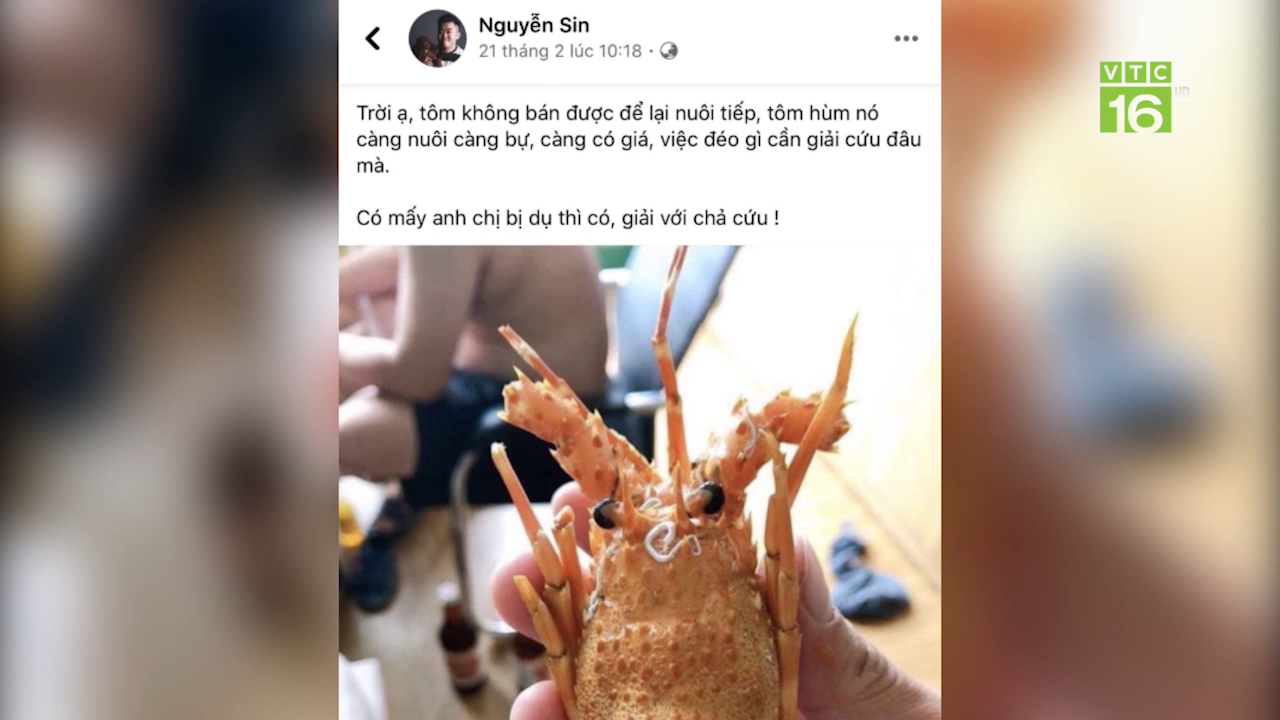 Nguyễn Sin
21 tháng 2 lúc 10:18 ·
VTC
16
HD
Trời ạ, tôm không bán được để lại nuôi tiếp, tôm hùm nó
càng nuôi càng bự, càng có giá, việc đéo gì cần giải cứu đâu
mà.
Có mấy anh chị bị dụ thì có, giải với chả cứu !